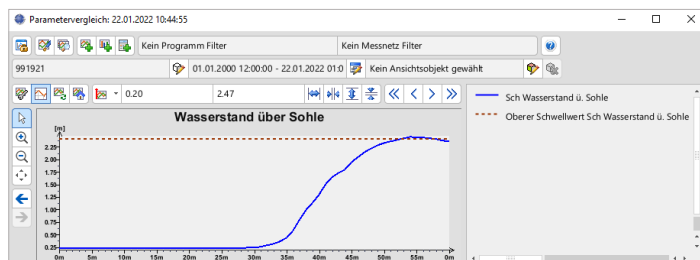 Parametervergleich: 22.01.2022 10:44:55
Kein Programm Filter
Kein Messnetz Filter
991921
01.01.2000 12:00:00 - 22.01.2022 01:0
Kein Ansichtsobjekt gewählt
0.20
2.47
Wasserstand über Sohle
[m]
2.25
2.00
1.75
1.50
1.25
1.00
0.75
0.50
0.25
0m 5m 10m 15m 20m 25m 30m 35m 40m 45m 50m 55m 0m
Sch Wasserstand ü. Sohle
Oberer Schwellwert Sch Wasserstand ü. Sohle